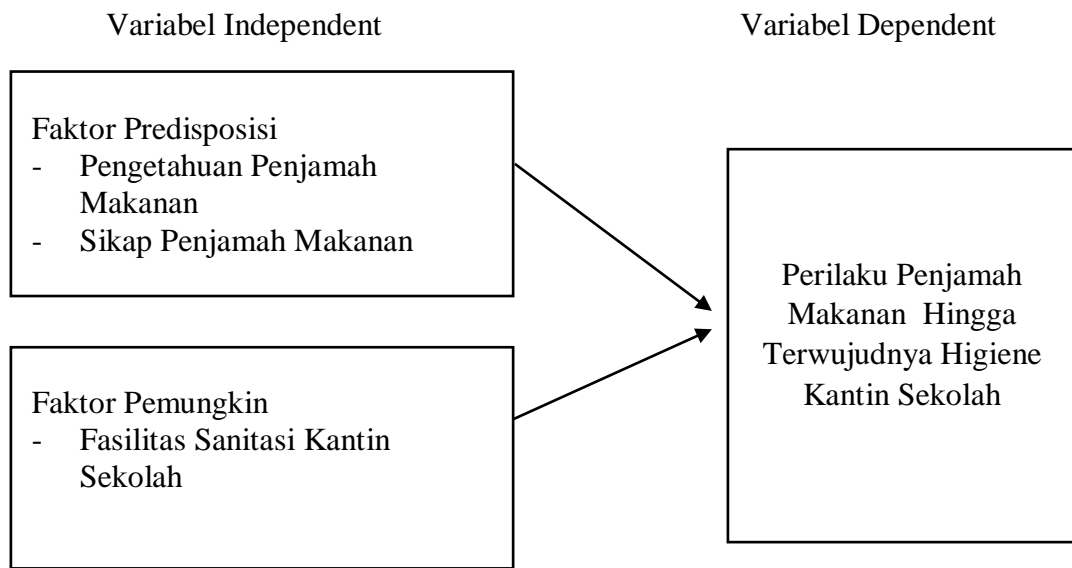 Variabel Independent
Variabel Dependent
Faktor Predisposisi
- Pengetahuan Penjamah
Makanan
- Sikap Penjamah Makanan
Faktor Pemungkin
- Fasilitas Sanitasi Kantin
Sekolah
Perilaku Penjamah
Makanan Hingga
Terwujudnya Higiene
Kantin Sekolah